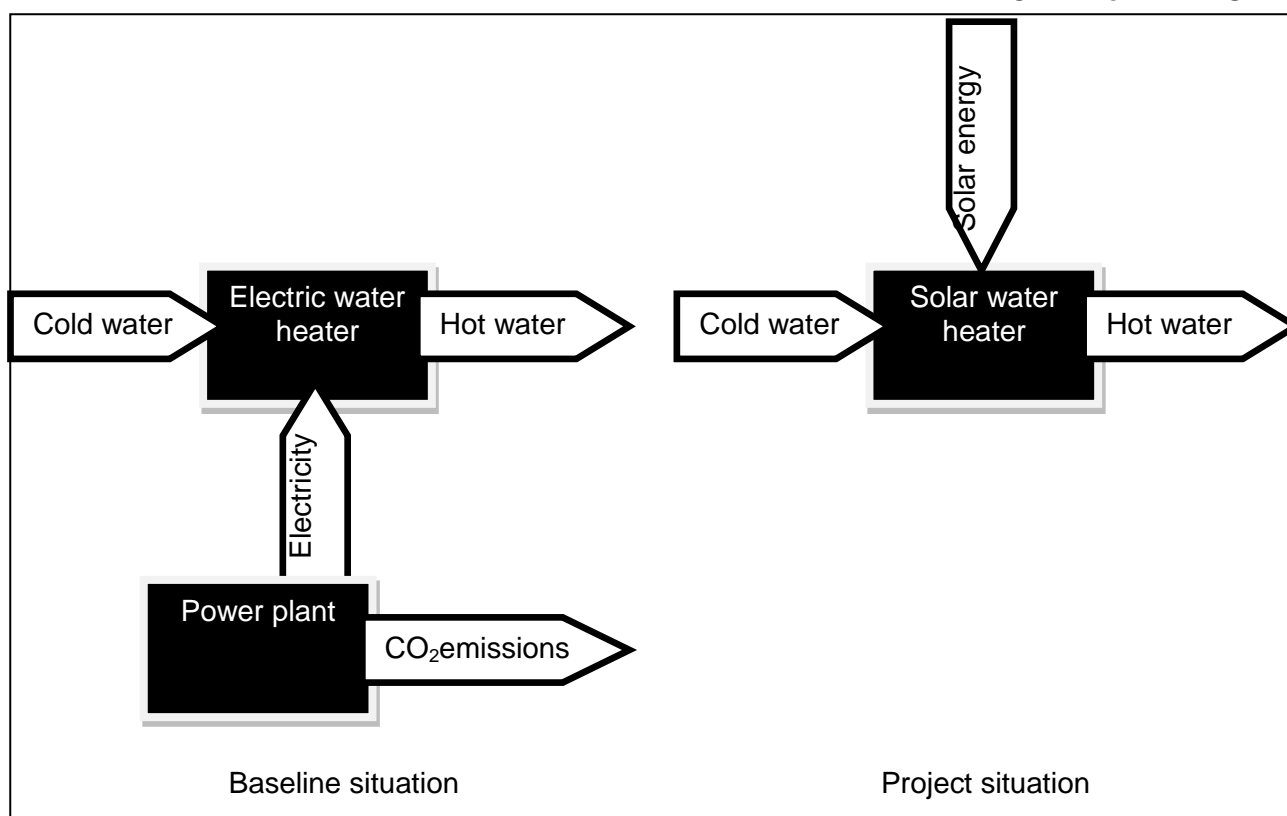 Solar energy
Electric water
heater
Cold water
Hot water
Solar water
heater
Cold water
Hot water
Electricity
Power plant
CO₂emissions
Baseline situation
Project situation